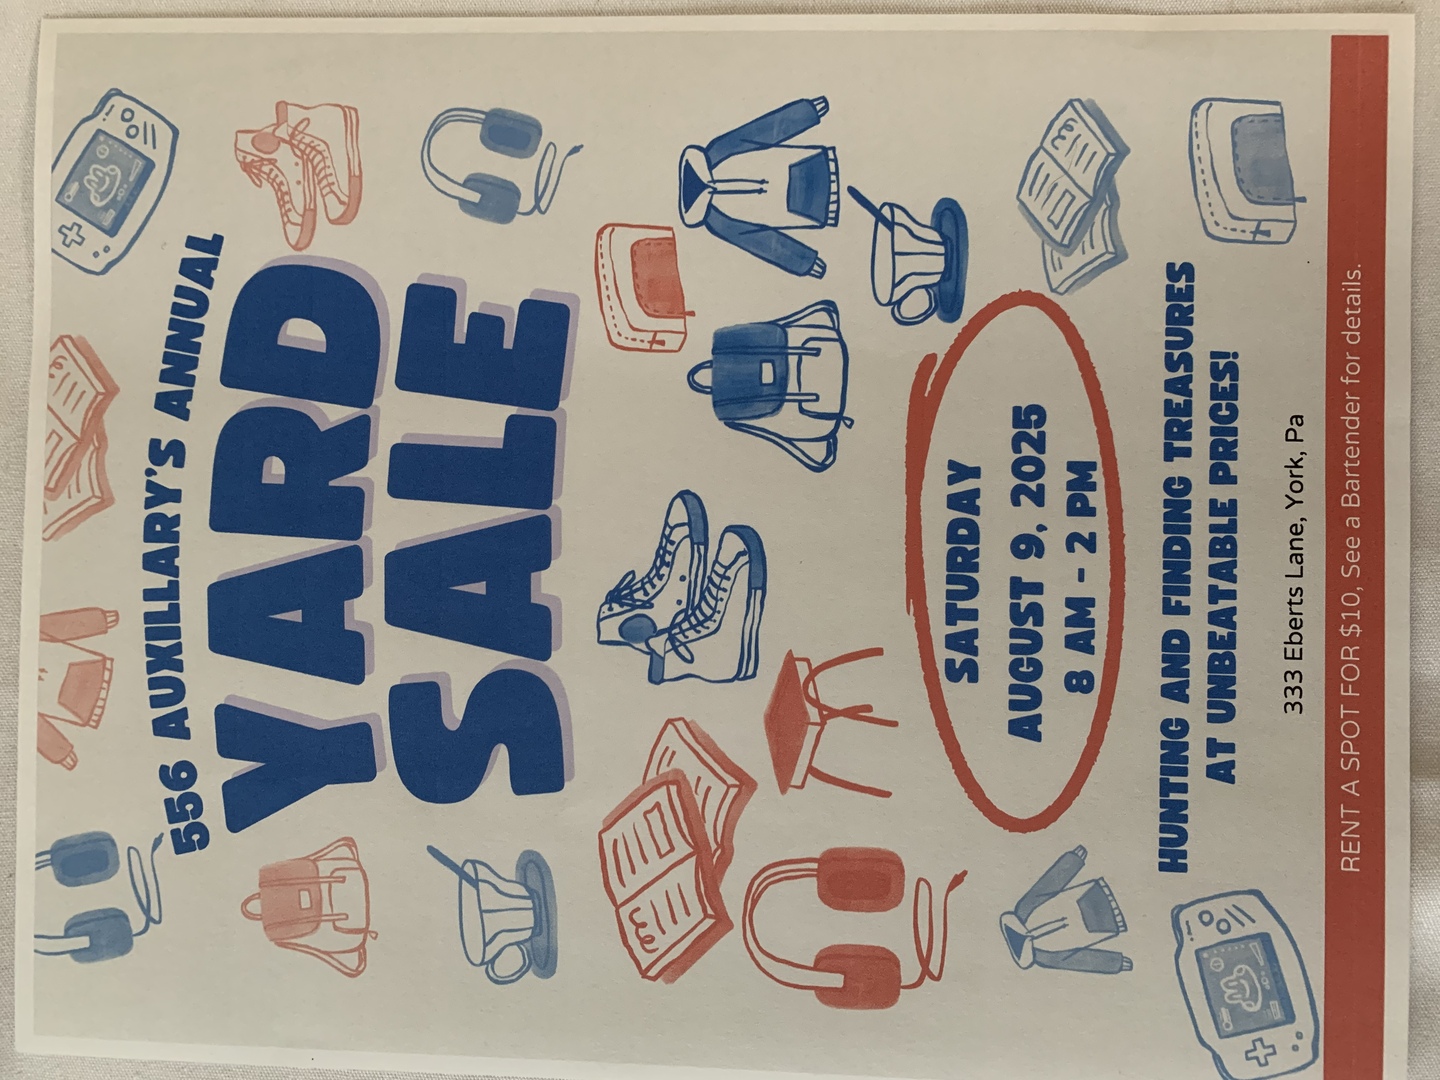 556 AUXILLARY'S ANNUAL
YARD
SALE
SATURDAY
AUGUST 9, 2025
8 AM - 2 PM
HUNTING AND FINDING TREASURES
AT UNBEATABLE PRICES!
333 Eberts Lane, York, Pa
RENT A SPOT FOR $10, See a Bartender for details.